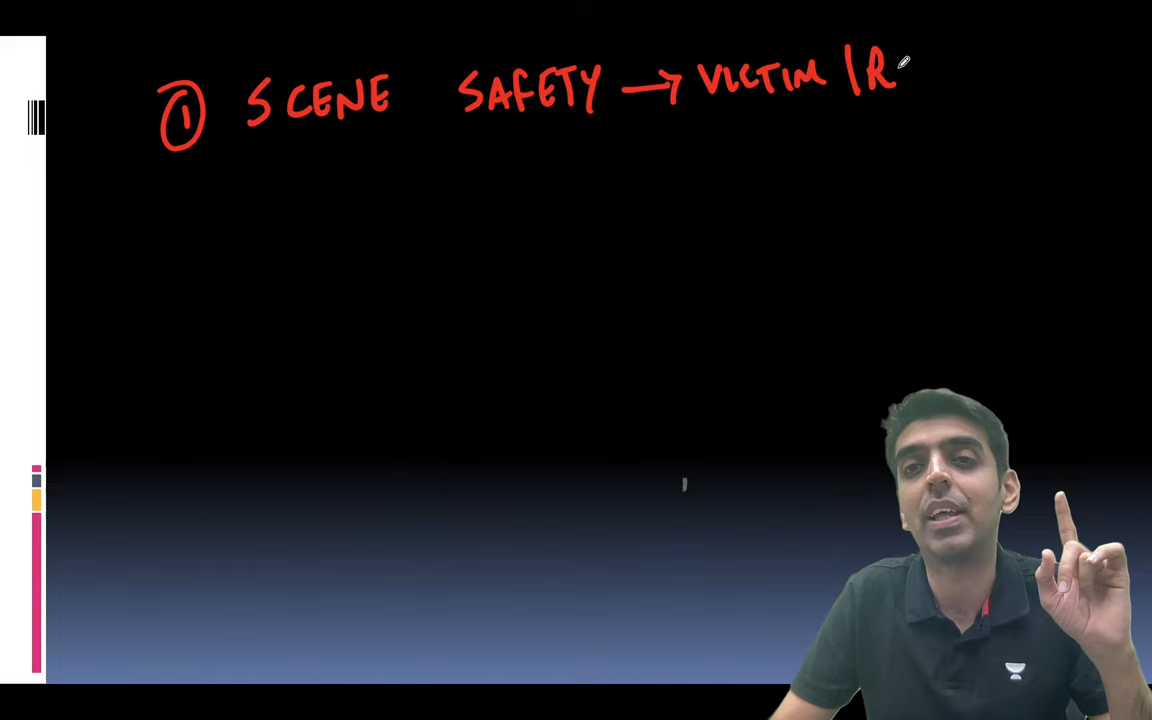 ① SCENE SAFETY → VICTIM / R